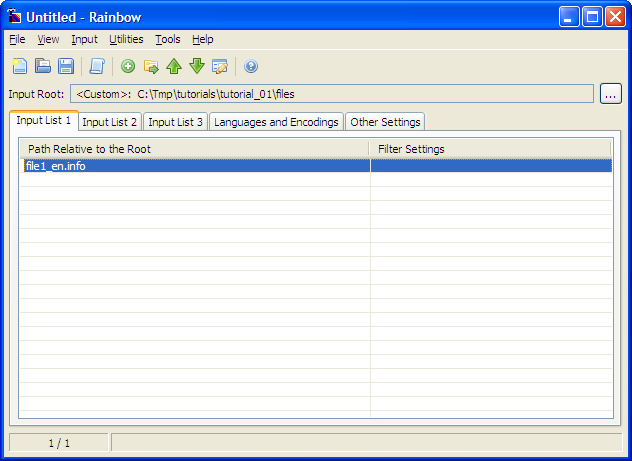 Untitled - Rainbow
File View Input Utilities Tools Help
Input Root: <Custom>: C:\Tmp\tutorials\tutorial_01\files ...
Input List 1 Input List 2 Input List 3 Languages and Encodings Other Settings
Path Relative to the Root Filter Settings
file1_en.info
1 / 1